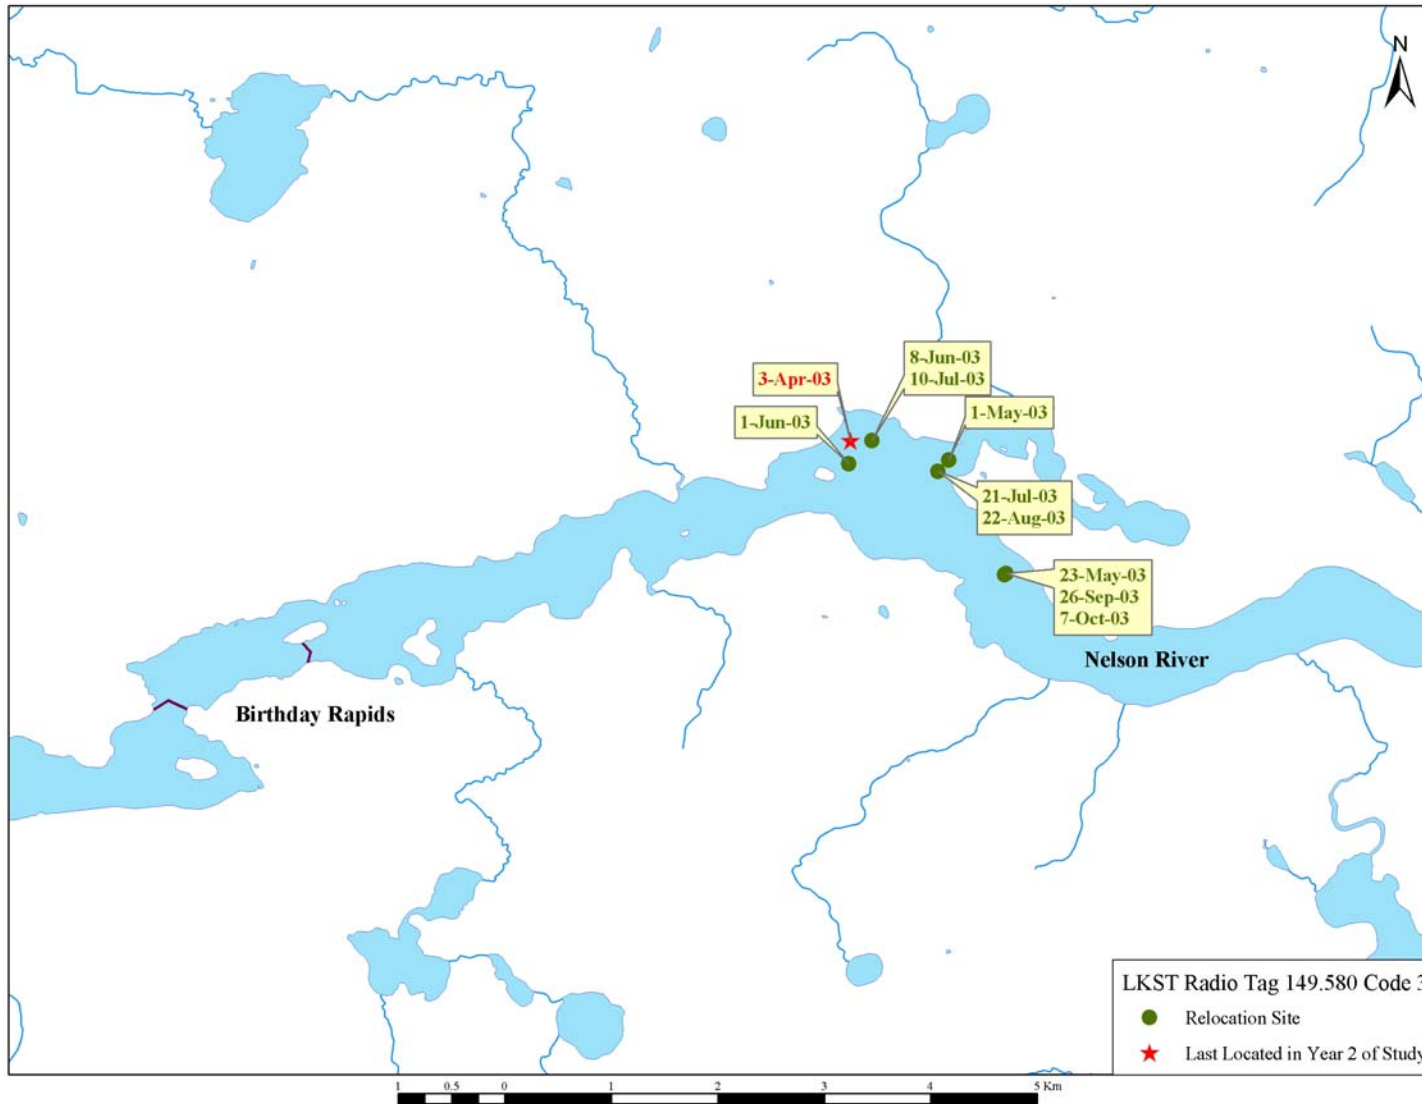 N
8-Jun-03
10-Jul-03
3-Apr-03
1-May-03
1-Jun-03
21-Jul-03
22-Aug-03
23-May-03
26-Sep-03
7-Oct-03
Nelson River
Birthday Rapids
LKST Radio Tag 149.580 Code 3
Relocation Site
Last Located in Year 2 of Study
1 0.5 0 1 2 3 4 5 Km